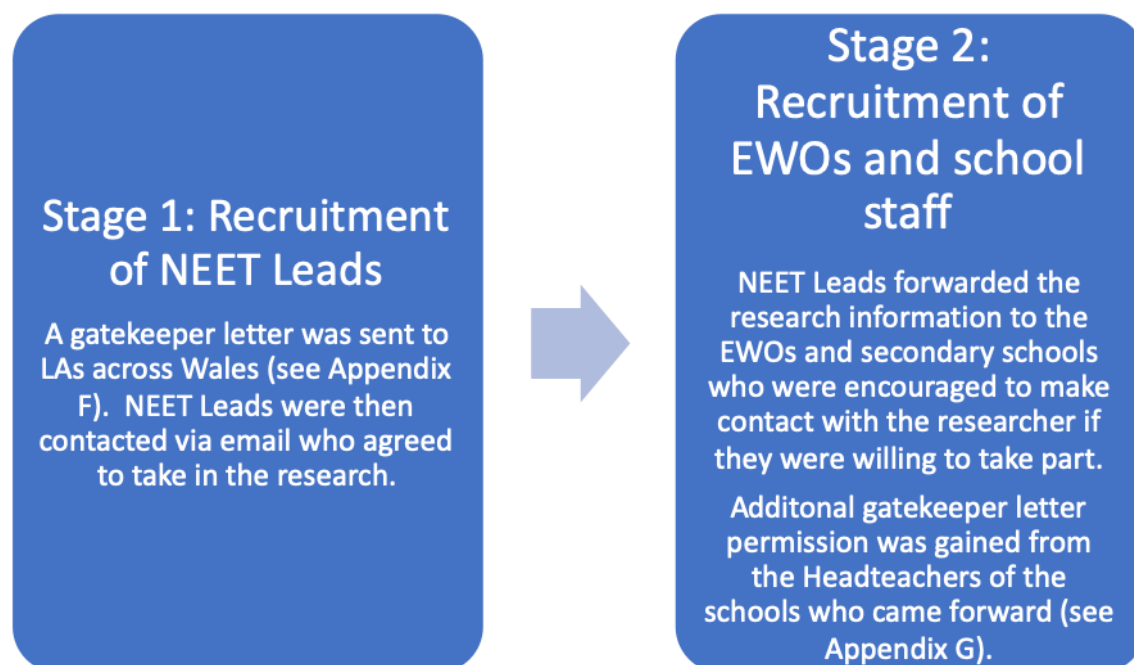 Stage 1: Recruitment
of NEET Leads
A gatekeeper letter was sent to
LAs across Wales (see Appendix
F).  NEET Leads were then
contacted via email who agreed
to take in the research.
Stage 2:
Recruitment of
EWOs and school
staff
NEET Leads forwarded the
research information to the
EWOs and secondary schools
who were encouraged to make
contact with the researcher if
they were willing to take part.
Additonal gatekeeper letter
permission was gained from
the Headteachers of the
schools who came forward (see
Appendix G).